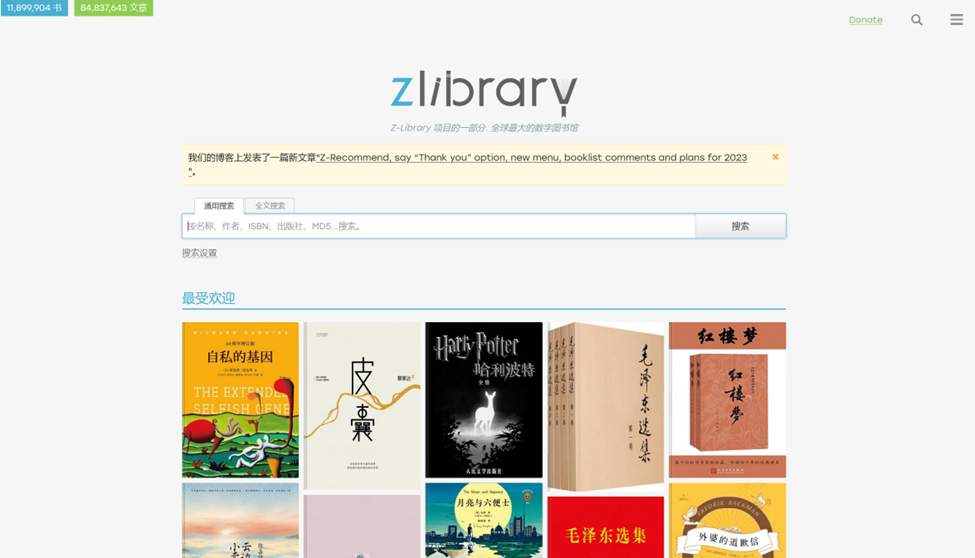 11,899,904 书 84,837,643 文章
Donate
zlibrary
Z-Library 项目的一部分. 全球最大的数字图书馆
我们的博客上发表了一篇新文章“Z-Recommend, say “Thank you” option, new menu, booklist comments and plans for 2023
”。
通用搜索 全文搜索
按名称、作者、ISBN、出版社、MD5...搜索。 搜索
搜索设置
最受欢迎
RICHARD DAWKINS
40周年增订版
自私的基因
THE EXTENDED
SELFISH GENE
皮囊
蔡崇达
Harry Potter
哈利波特
全集
人民文学出版社
毛泽东选集
第一卷
红楼梦
红楼梦
The Moon and Sixpence
月亮与六便士
毛泽东选集
FREDRIK BACKMAN
外婆的道歉信